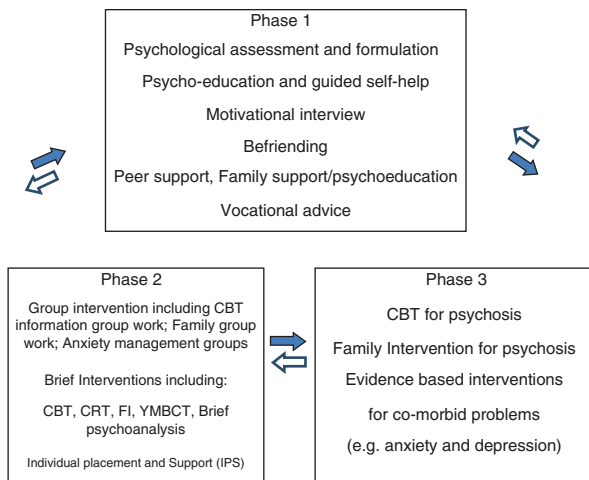 Phase 1
Psychological assessment and formulation
Psycho-education and guided self-help
Motivational interview
Befriending
Peer support, Family support/psychoeducation
Vocational advice
Phase 2
Group intervention including CBT
information group work; Family group
work; Anxiety management groups
Brief Interventions including:
CBT, CRT, FI, YMBCT, Brief
psychoanalysis
Individual placement and Support (IPS)
Phase 3
CBT for psychosis
Family Intervention for psychosis
Evidence based interventions
for co-morbid problems
(e.g. anxiety and depression)